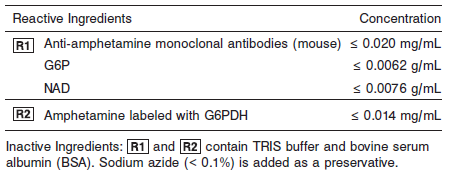 Reactive Ingredients Concentration
R1 Anti-amphetamine monoclonal antibodies (mouse) ≤ 0.020 mg/mL
G6P ≤ 0.0062 g/mL
NAD ≤ 0.0076 g/mL
R2 Amphetamine labeled with G6PDH ≤ 0.014 mg/mL
Inactive Ingredients: R1 and R2 contain TRIS buffer and bovine serum
albumin (BSA). Sodium azide (< 0.1%) is added as a preservative.